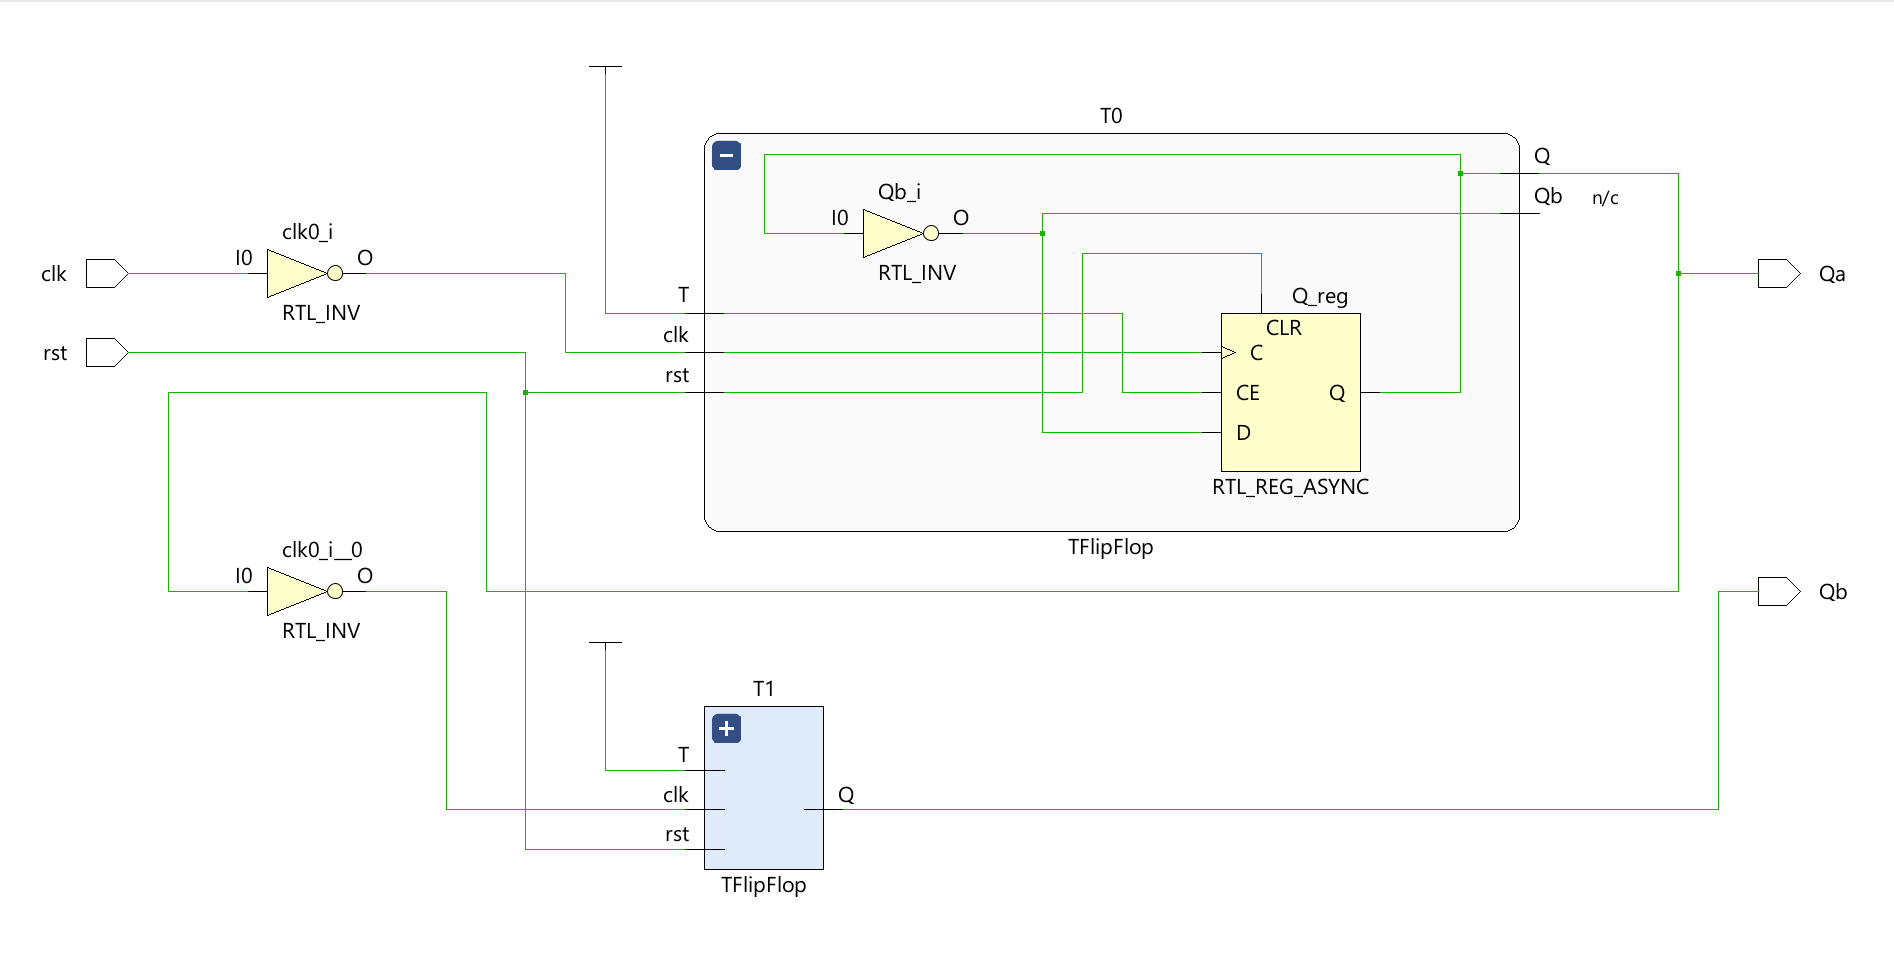 T0
Q
Qb_i
Qb n/c
I0 O
clk0_i
RTL_INV
I0 O
clk
Qa
T
Q_reg
RTL_INV
CLR
clk
rst
C
rst
CE Q
D
RTL_REG_ASYNC
TFlipFlop
clk0_i__0
I0 O
Qb
RTL_INV
T1
T
clk Q
rst
TFlipFlop